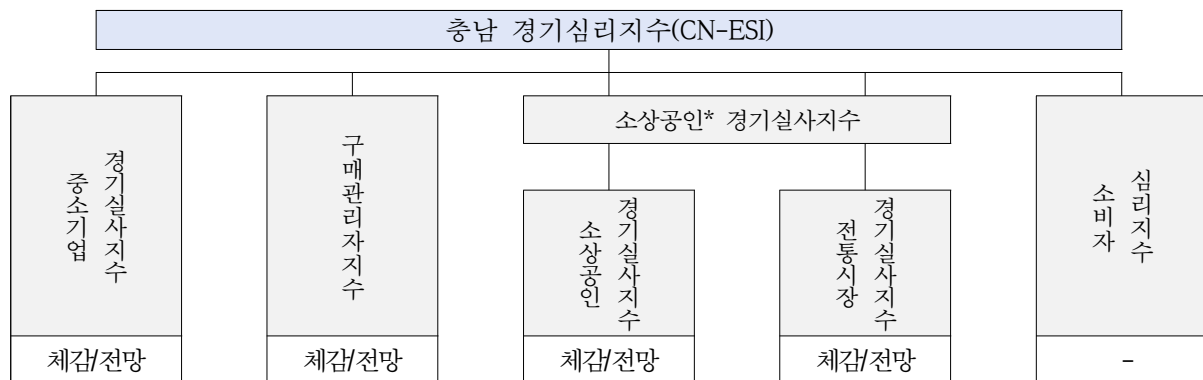 충남 경기심리지수(CN-ESI)
중소기업
경기실사지수
구매관리자지수
소상공인* 경기실사지수
소상공인
경기실사지수
전통시장
경기실사지수
소비자
심리지수
체감/전망
체감/전망
체감/전망
체감/전망
-